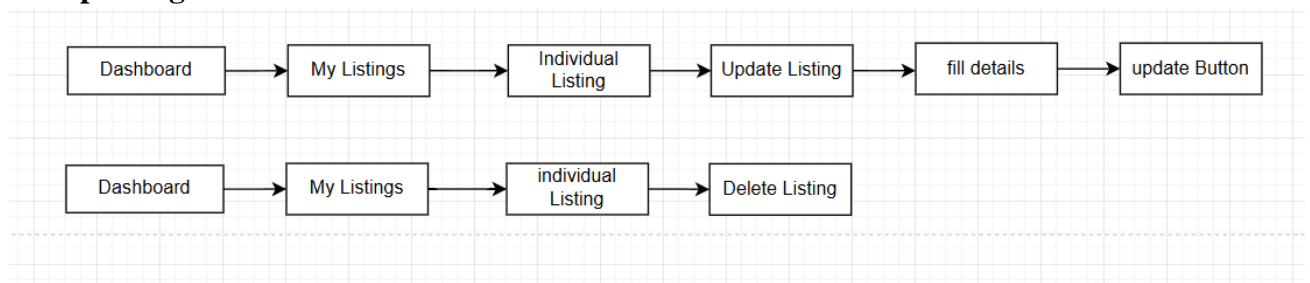 Dashboard
My Listings
Individual
Listing
Update Listing
fill details
update Button
Dashboard
My Listings
individual
Listing
Delete Listing